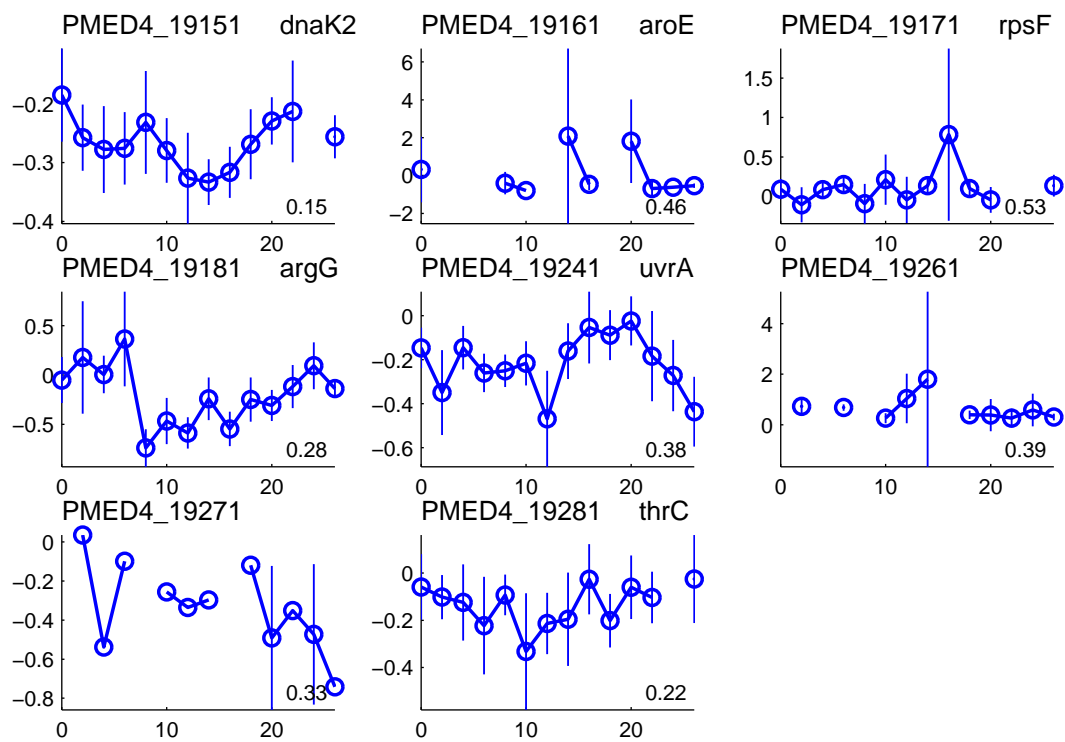 PMED4_19151 dnaK2
−0.2
−0.3
−0.4
0 10 20
0.15
PMED4_19161 aroE
6
4
2
0
−2
0 10 20
0.46
PMED4_19171 rpsF
1.5
1
0.5
0
0 10 20
0.53
PMED4_19181 argG
0.5
0
−0.5
0 10 20
0.28
PMED4_19241 uvrA
0
−0.2
−0.4
−0.6
0 10 20
0.38
PMED4_19261
4
2
0
0 10 20
0.39
PMED4_19271
0
−0.2
−0.4
−0.6
−0.8
0 10 20
0.33
PMED4_19281 thrC
0
−0.2
−0.4
0 10 20
0.22